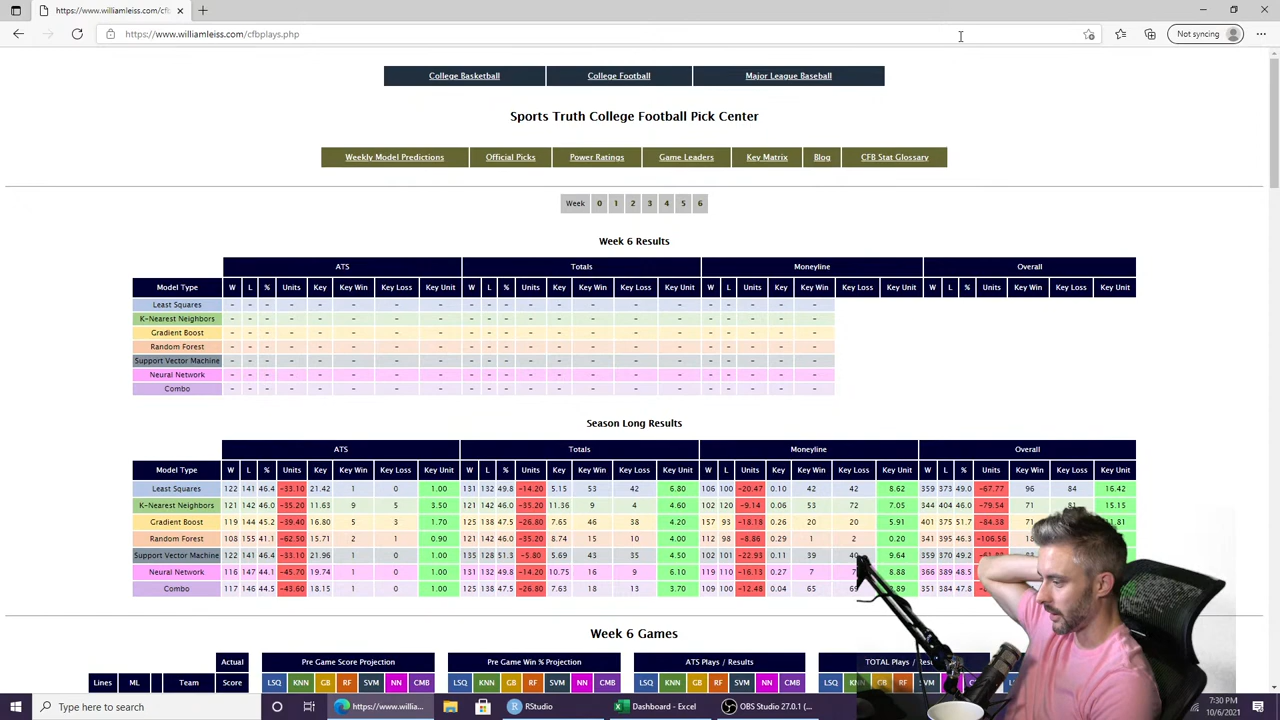 https://www.williamleiss.com/cfb
https://www.williamleiss.com/cfbplays.php
Not syncing
College Basketball College Football Major League Baseball
Sports Truth College Football Pick Center
Weekly Model Predictions Official Picks Power Ratings Game Leaders Key Matrix Blog CFB Stat Glossary
Week 0 1 2 3 4 5 6
Week 6 Results
ATS Totals Moneyline Overall
Model Type W L % Units Key Key Win Key Loss Key Unit W L % Units Key Key Win Key Loss Key Unit W L Units Key Key Win Key Loss Key Unit W L % Units Key Win Key Loss Key Unit
Least Squares - - - - - - - - - - - - - - - - - - - - -
K-Nearest Neighbors - - - - - - - - - - - - - - - - - - - - -
Gradient Boost - - - - - - - - - - - - - - - - - - - - -
Random Forest - - - - - - - - - - - - - - - - - - - - -
Support Vector Machine - - - - - - - - - - - - - - - - - - - - -
Neural Network - - - - - - - - - - - - - - - - - - - - -
Combo - - - - - - - - - - - - - - - - - - - - -
Season Long Results
ATS Totals Moneyline Overall
Model Type W L % Units Key Key Win Key Loss Key Unit W L % Units Key Key Win Key Loss Key Unit W L Units Key Key Win Key Loss Key Unit W L % Units Key Win Key Loss Key Unit
Least Squares 122 141 46.4 -33.10 21.42 1 0 1.00 131 132 49.8 -14.20 5.15 53 42 6.80 106 100 -20.47 0.10 42 42 8.62 359 373 49.0 -67.77 96 84 16.42
K-Nearest Neighbors 121 142 46.0 -35.20 11.63 9 5 3.50 121 142 46.0 -35.20 11.36 9 4 4.60 102 120 -9.14 0.06 53 72 7.05 344 404 46.0 -79.54 71 81 15.15
Gradient Boost 119 144 45.2 -39.40 16.80 5 3 1.70 125 138 47.5 -26.80 7.65 46 38 4.20 157 93 -18.18 0.26 20 20 5.91 401 375 51.7 -84.38 71
Random Forest 108 155 41.1 -62.50 15.71 2 1 0.90 121 142 46.0 -35.20 8.74 15 10 4.00 112 98 -8.86 0.29 1 2 0.20 341 395 46.3 -106.56
Support Vector Machine 122 141 46.4 -33.10 21.96 1 0 1.00 135 128 51.3 -5.80 5.69 43 3 4.50 102 101 -22.93 0.11 39 9.64 359 370 49.2
Neural Network 116 147 44.1 -45.70 19.74 1 0 1.00 131 132 49.8 -14.20 10.75 16 9 6.10 119 110 -16.13 0.27 7 8.88 366 389 48.5
Combo 117 146 44.5 -43.60 18.15 1 0 1.00 125 138 47.5 -26.80 7.63 18 13 3.70 109 100 -12.48 0.04 65 351 384 47.8
Week 6 Games
Actual Pre Game Score Projection Pre Game Win % Projection ATS Plays / Results TOTAL Plays /
Lines ML Team Score LSQ KNN GB RF SVM NN CMB LSQ KNN GB RF SVM NN CMB LSQ KNN GB RF SVM NN CMB LSQ KNN GB RF SVM
Type here to search
https://www.willia...
RStudio
Dashboard - Excel
OBS Studio 27.0.1 (...
7:30 PM
10/6/2021